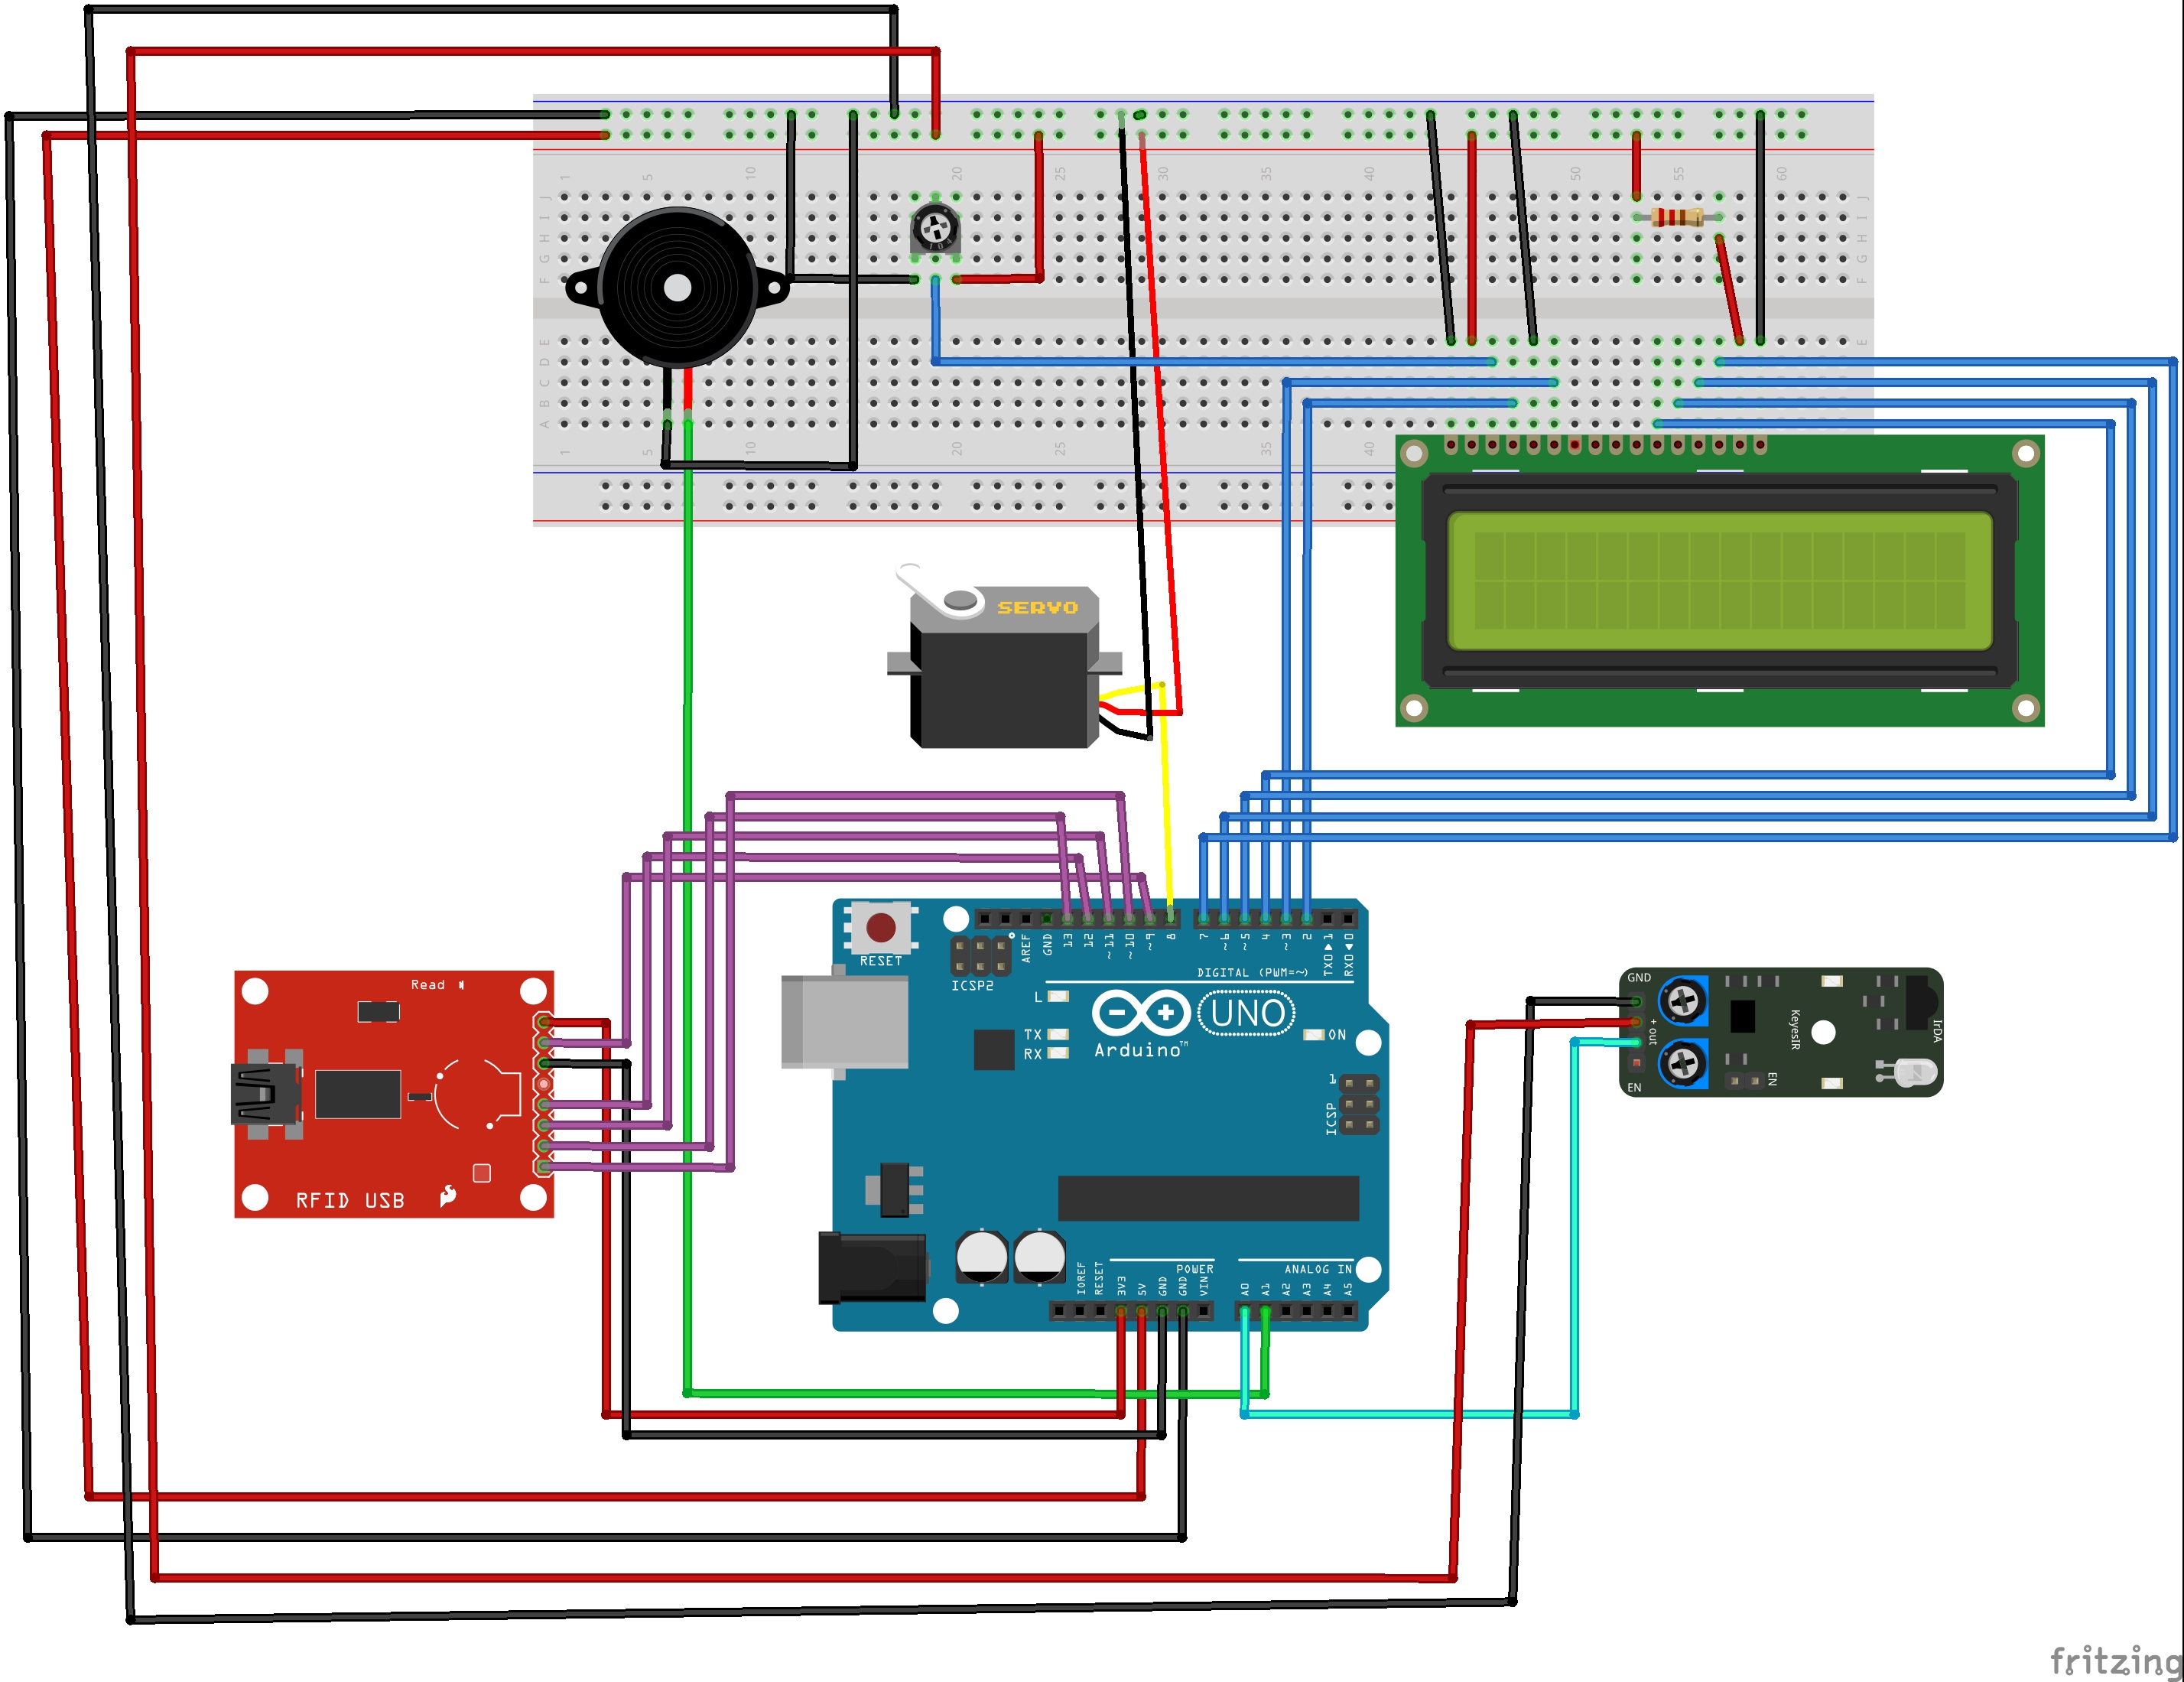 1 5 10 20 25 30 35 40 50 55 60
J J
I I
H H
G G
F F
E E
D
C
B
A
1 5 10 20 25 35 40
104
SERVO
RESET
ICSP2
AREF
GND
13
12
~11
~10
~9
8
7
~6
~5
4
~3
2
TX0▶1
RX0◀0
DIGITAL (PWM=~)
L
TX
RX
UNO
Arduino™
ON
1
ICSP
POWER
ANALOG IN
IOREF
RESET
3V3
5V
GND
GND
VIN
A0
A1
A2
A3
A4
A5
Read
RFID USB
GND
+
out
EN
EN
KeyesIR
IrDA
fritzing